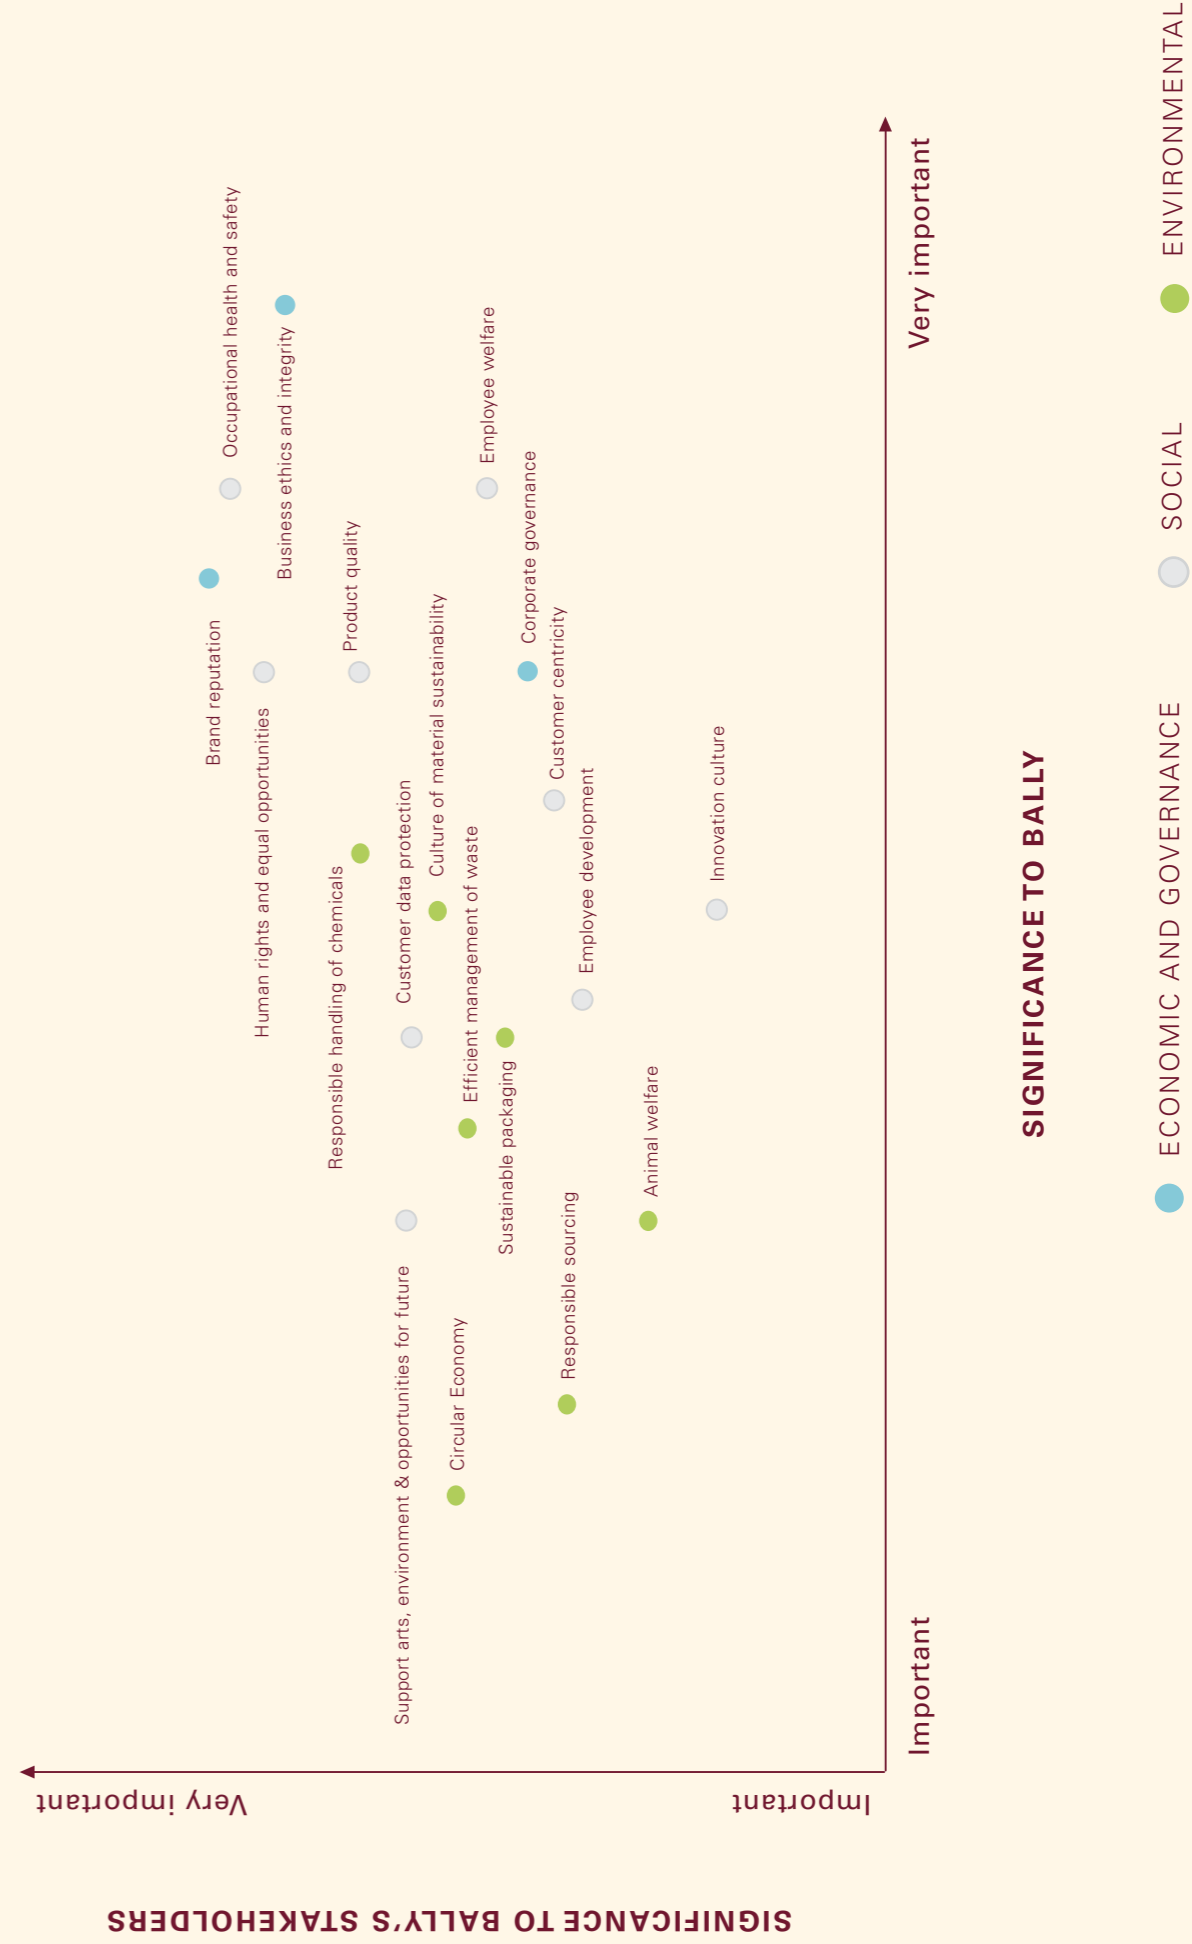 SIGNIFICANCE TO BALLY'S STAKEHOLDERS
Very important
Important
Brand reputation
Occupational health and safety
Human rights and equal opportunities
Business ethics and integrity
Responsible handling of chemicals
Product quality
Support arts, environment & opportunities for future
Customer data protection
Culture of material sustainability
Circular Economy
Efficient management of waste
Employee welfare
Sustainable packaging
Corporate governance
Customer centricity
Responsible sourcing
Employee development
Animal welfare
Innovation culture
Important
Very important
SIGNIFICANCE TO BALLY
ECONOMIC AND GOVERNANCE
SOCIAL
ENVIRONMENTAL